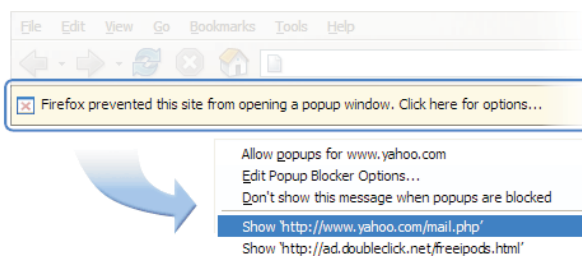 File Edit View Go Bookmarks Tools Help
Firefox prevented this site from opening a popup window. Click here for options...
Allow popups for www.yahoo.com
Edit Popup Blocker Options...
Don't show this message when popups are blocked
Show 'http://www.yahoo.com/mail.php'
Show 'http://ad.doubleclick.net/freeipods.html'